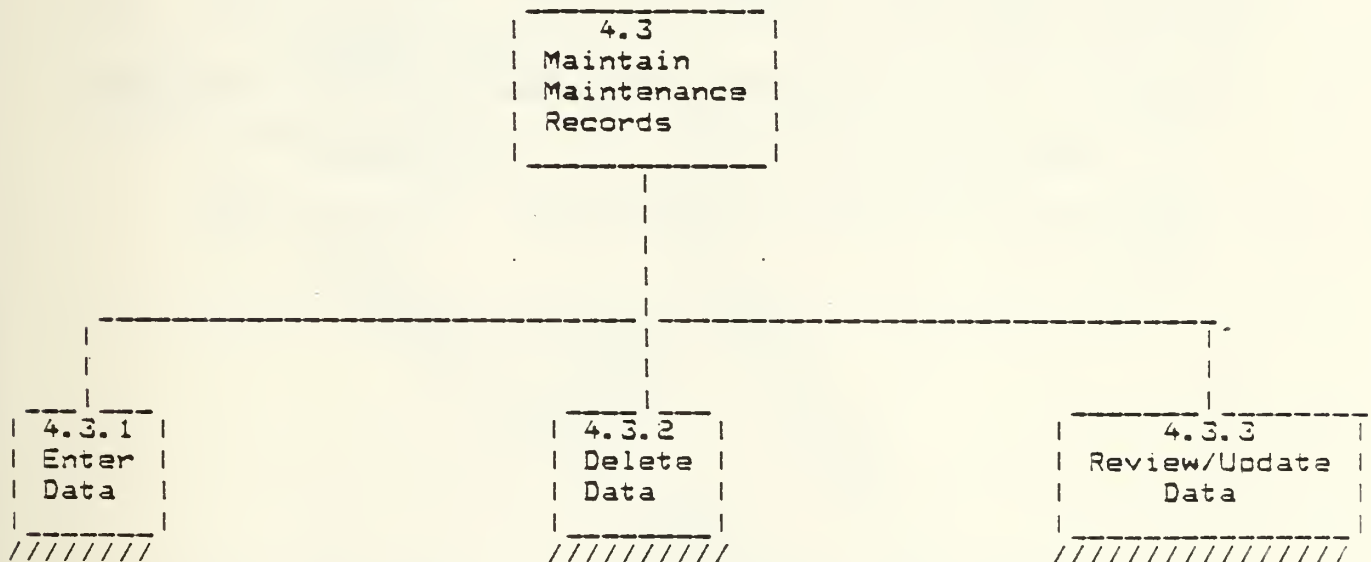 4.3
Maintain
Maintenance
Records
4.3.1
Enter
Data
4.3.2
Delete
Data
4.3.3
Review/Update
Data